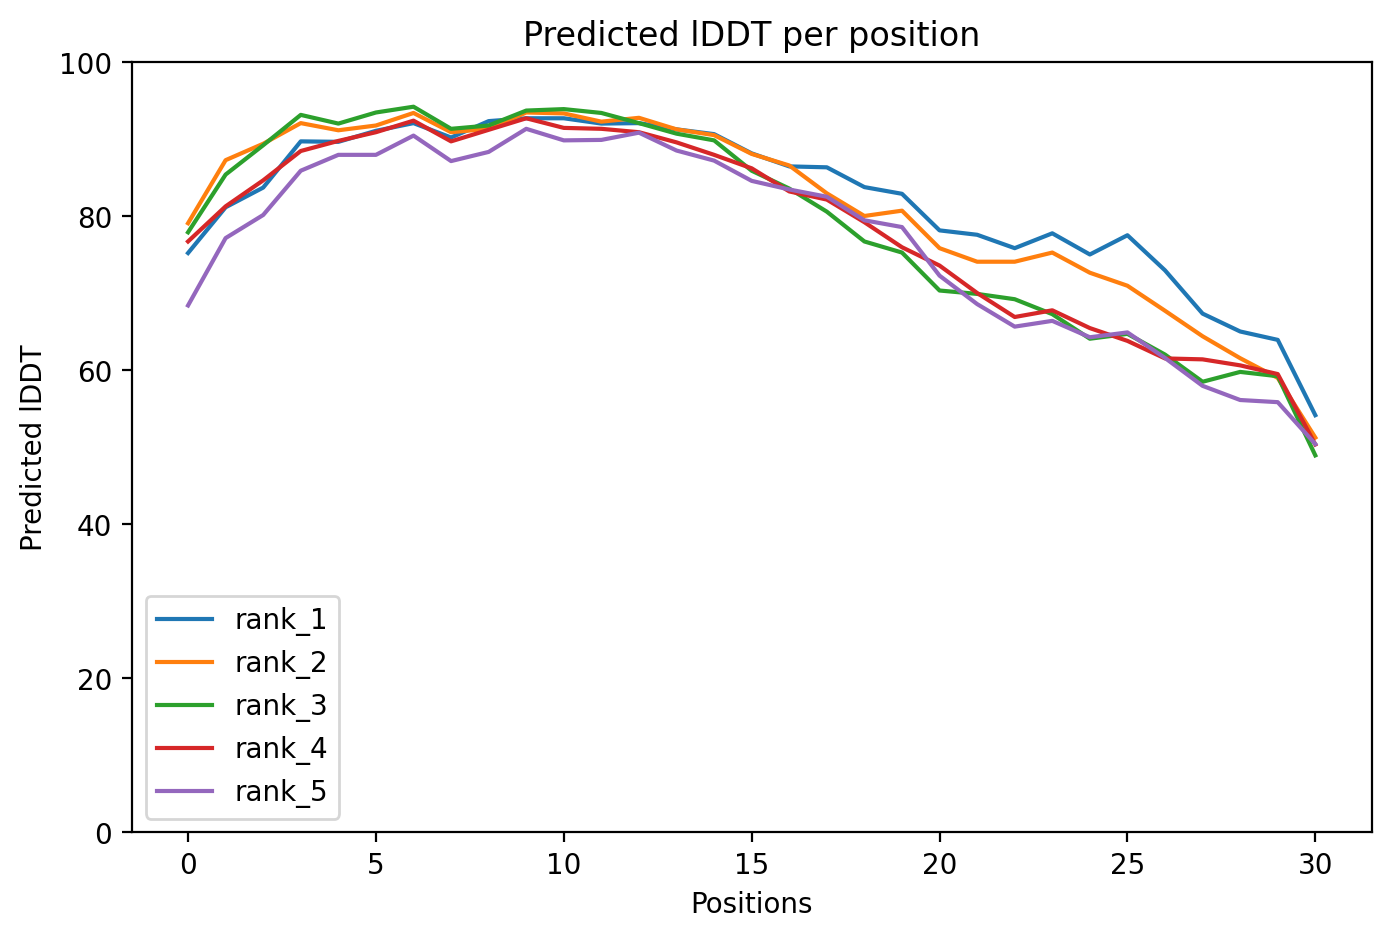 Predicted lDDT per position
100
80
60
40
20
0
Predicted lDDT
rank_1
rank_2
rank_3
rank_4
rank_5
0 5 10 15 20 25 30
Positions